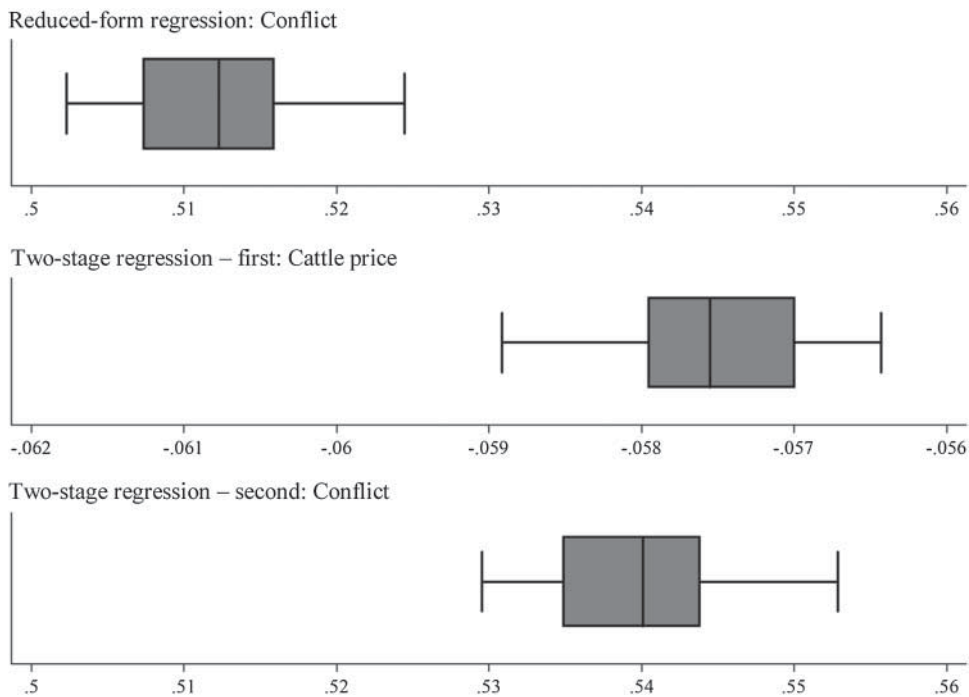 Reduced-form regression: Conflict
.5 .51 .52 .53 .54 .55 .56
Two-stage regression – first: Cattle price
-.062 -.061 -.06 -.059 -.058 -.057 -.056
Two-stage regression – second: Conflict
.5 .51 .52 .53 .54 .55 .56